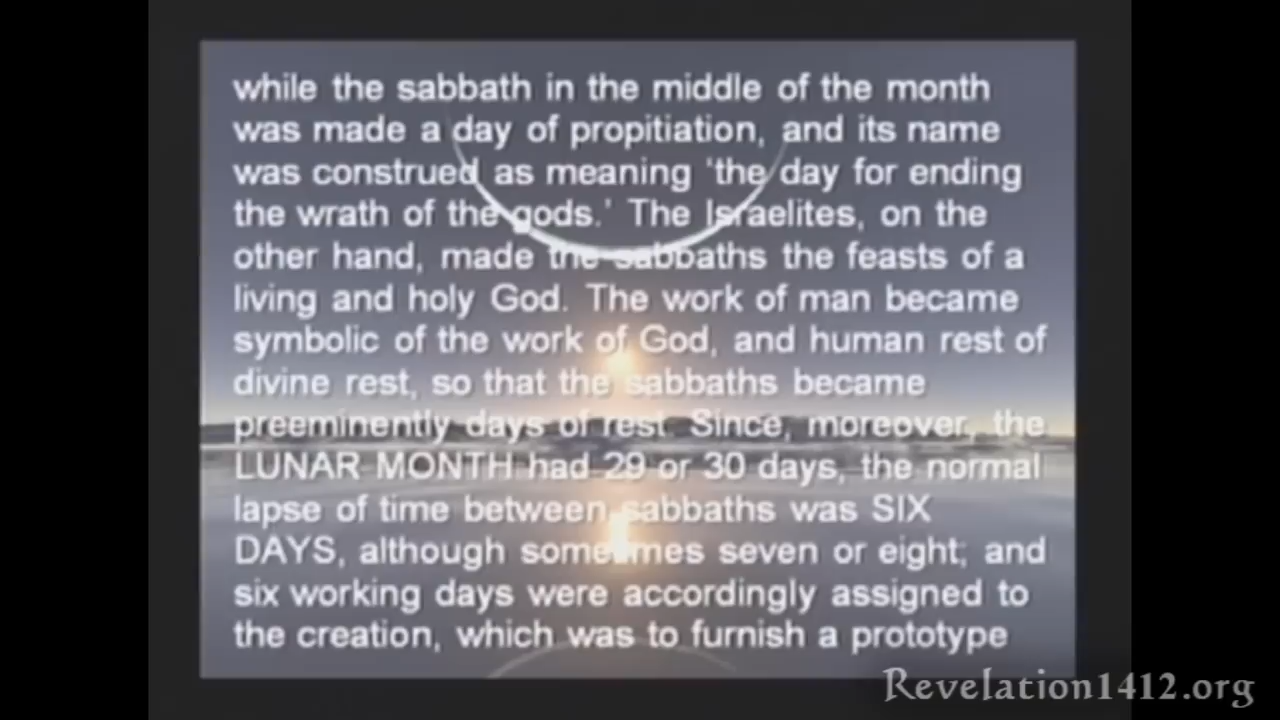 while the sabbath in the middle of the month
was made a day of propitiation, and its name
was construed as meaning ‘the day for ending
the wrath of the gods.’ The Israelites, on the
other hand, made the sabbaths the feasts of a
living and holy God. The work of man became
symbolic of the work of God, and human rest of
divine rest, so that the sabbaths became
preeminently days of rest. Since, moreover, the
LUNAR MONTH had 29 or 30 days, the normal
lapse of time between sabbaths was SIX
DAYS, although sometimes seven or eight; and
six working days were accordingly assigned to
the creation, which was to furnish a prototype
Revelation1412.org